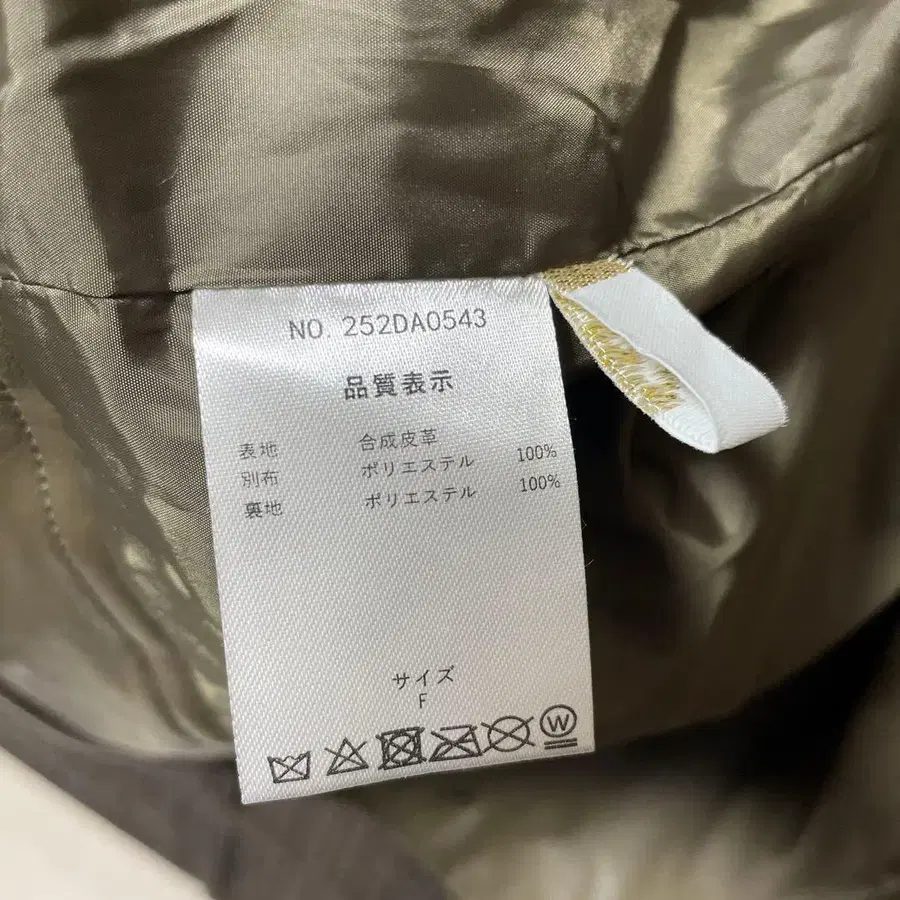 NO. 252DA0543
品質表示
表地 合成皮革
別布 ポリエステル 100%
裏地 ポリエステル 100%
サイズ
F
W